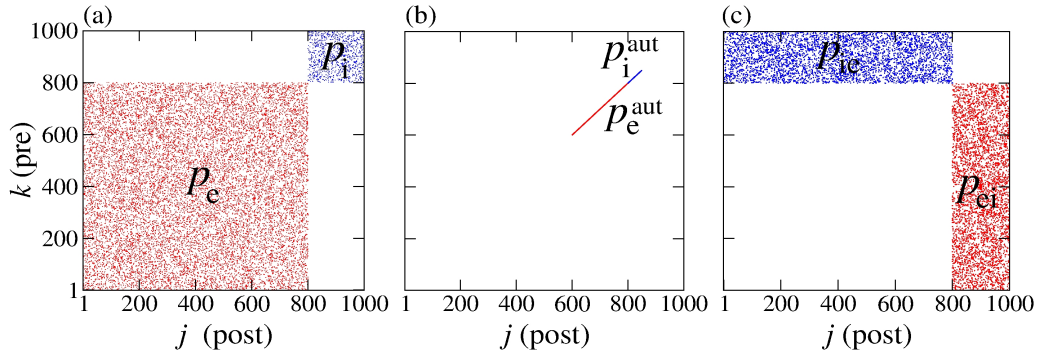 (a)
(b)
(c)
1000
800
600
400
200
1
k (pre)
p_i
p_e
1 200 400 600 800 1000
j (post)
p_i^aut
p_e^aut
1 200 400 600 800 1000
j (post)
p_ie
p_ei
1 200 400 600 800 1000
j (post)